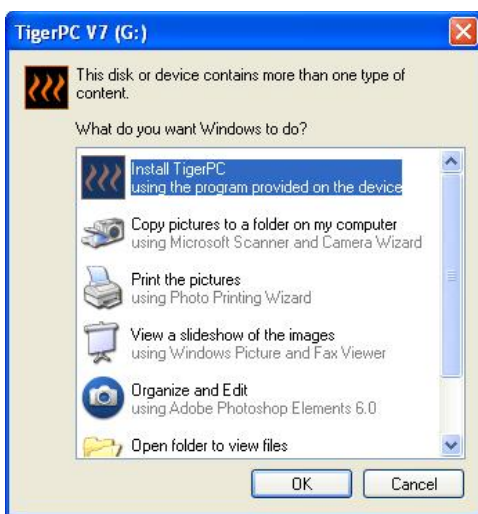 TigerPC V7 (G:)
This disk or device contains more than one type of
content.
What do you want Windows to do?
Install TigerPC
using the program provided on the device
Copy pictures to a folder on my computer
using Microsoft Scanner and Camera Wizard
Print the pictures
using Photo Printing Wizard
View a slideshow of the images
using Windows Picture and Fax Viewer
Organize and Edit
using Adobe Photoshop Elements 6.0
Open folder to view files
OK
Cancel